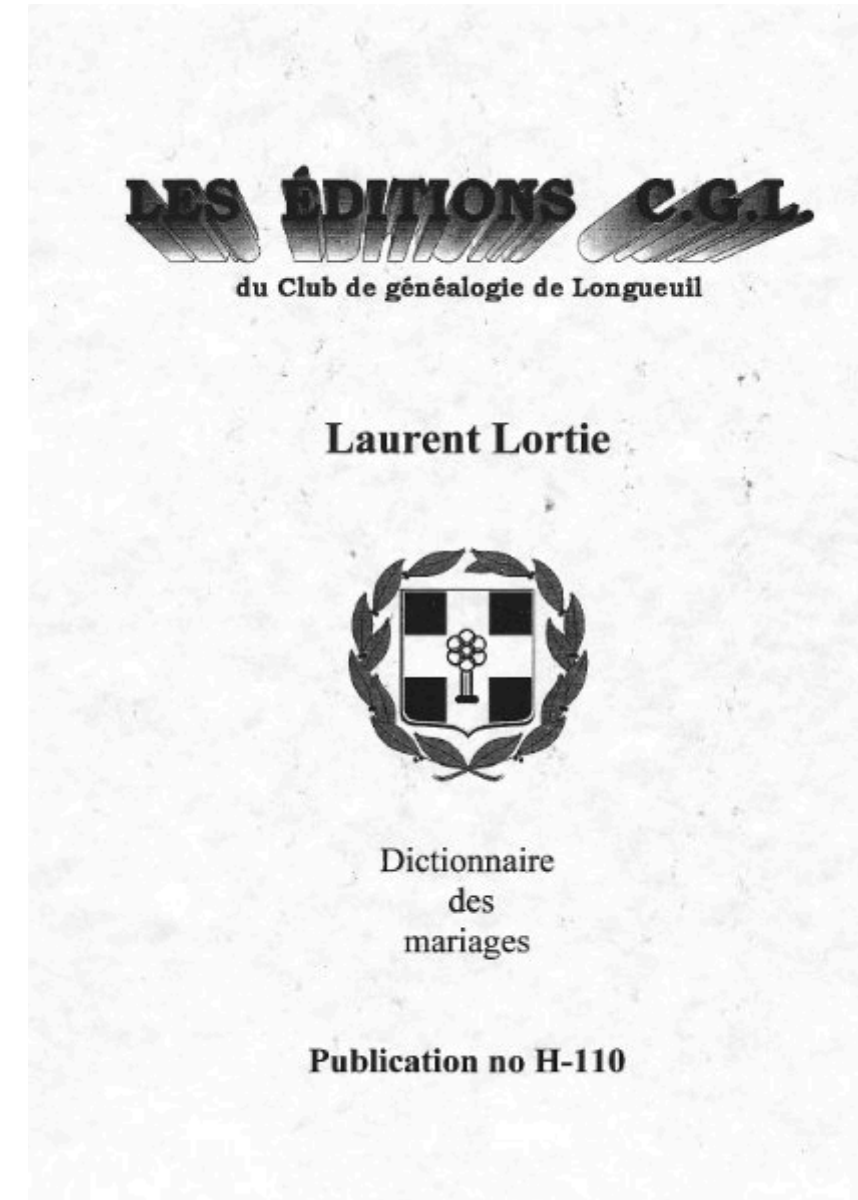 LES ÉDITIONS C.G.L.
du Club de généalogie de Longueuil
Laurent Lortie
Dictionnaire
des
mariages
Publication no H-110